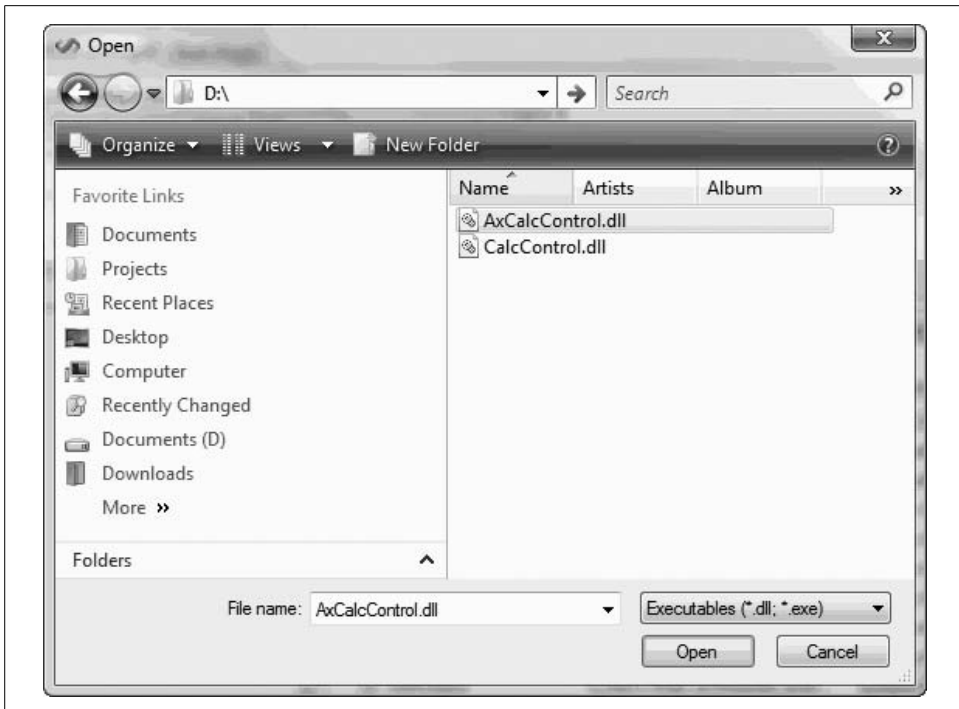 Open
D:\
Search
Organize Views New Folder
Favorite Links
Documents
Projects
Recent Places
Desktop
Computer
Recently Changed
Documents (D)
Downloads
More »
Folders
Name Artists Album »
AxCalcControl.dll
CalcControl.dll
File name: AxCalcControl.dll
Executables (*.dll; *.exe)
Open Cancel